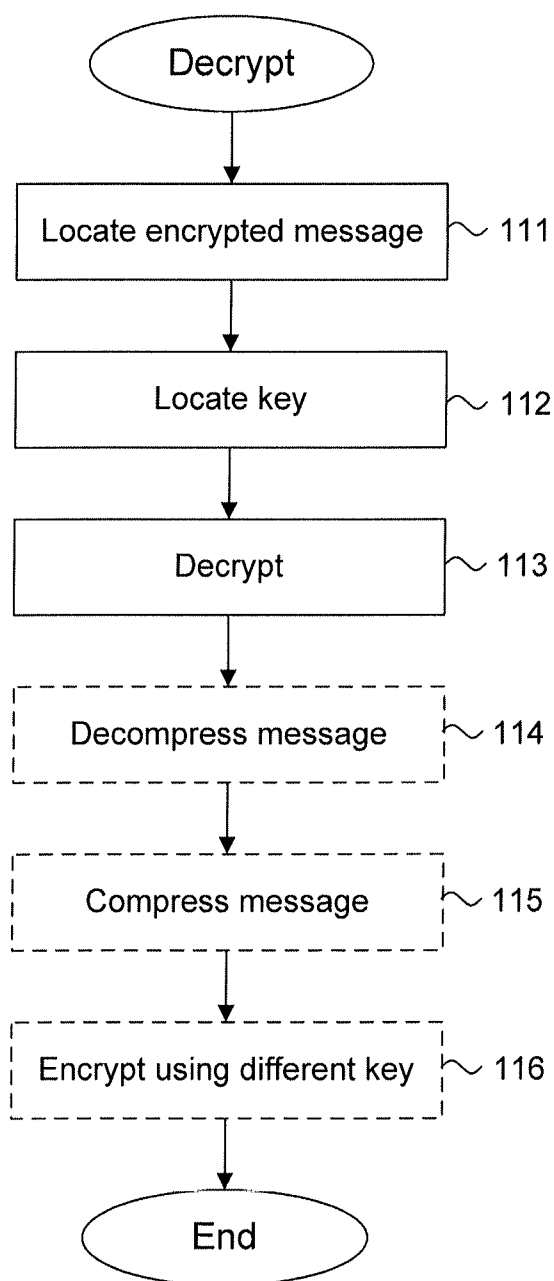 Decrypt
Locate encrypted message 111
Locate key 112
Decrypt 113
Decompress message 114
Compress message 115
Encrypt using different key 116
End